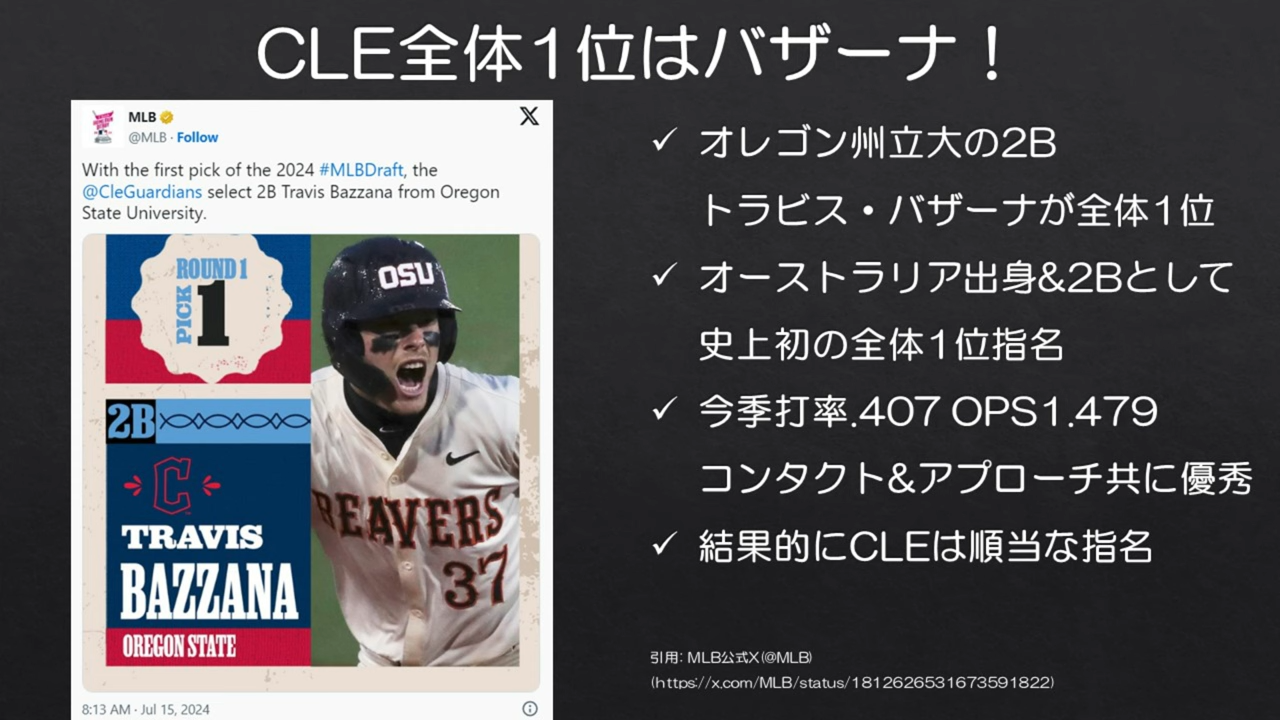 CLE全体1位はバザーナ！
MLB
@MLB · Follow
X
With the first pick of the 2024 #MLBDraft, the
@CleGuardians select 2B Travis Bazzana from Oregon
State University.
ROUND 1
PICK 1
OSU
2B
C
TRAVIS
BAZZANA
OREGON STATE
BEAVERS
37
8:13 AM · Jul 15, 2024
✓ オレゴン州立大の2B
トラビス・バザーナが全体1位
✓ オーストラリア出身&2Bとして
史上初の全体1位指名
✓ 今季打率.407 OPS1.479
コンタクト&アプローチ共に優秀
✓ 結果的にCLEは順当な指名
引用: MLB公式X(@MLB)
(https://x.com/MLB/status/1812626531673591822)